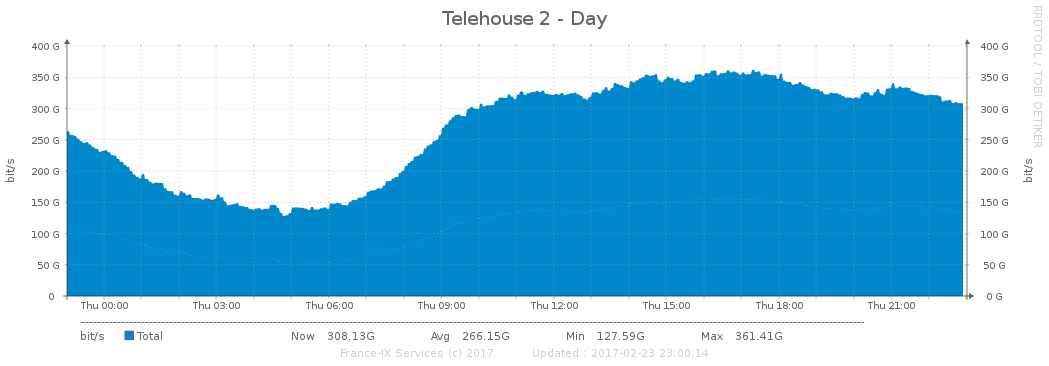 Telehouse 2 - Day
RRDTOOL / TOBI OETIKER
400 G 400 G
350 G 350 G
300 G 300 G
250 G 250 G
200 G 200 G
150 G 150 G
100 G 100 G
50 G 50 G
0 0 G
bit/s bit/s
Thu 00:00 Thu 03:00 Thu 06:00 Thu 09:00 Thu 12:00 Thu 15:00 Thu 18:00 Thu 21:00
bit/s Total Now 308.13G Avg 266.15G Min 127.59G Max 361.41G
France-IX Services (c) 2017 Updated : 2017-02-23 23:00:14